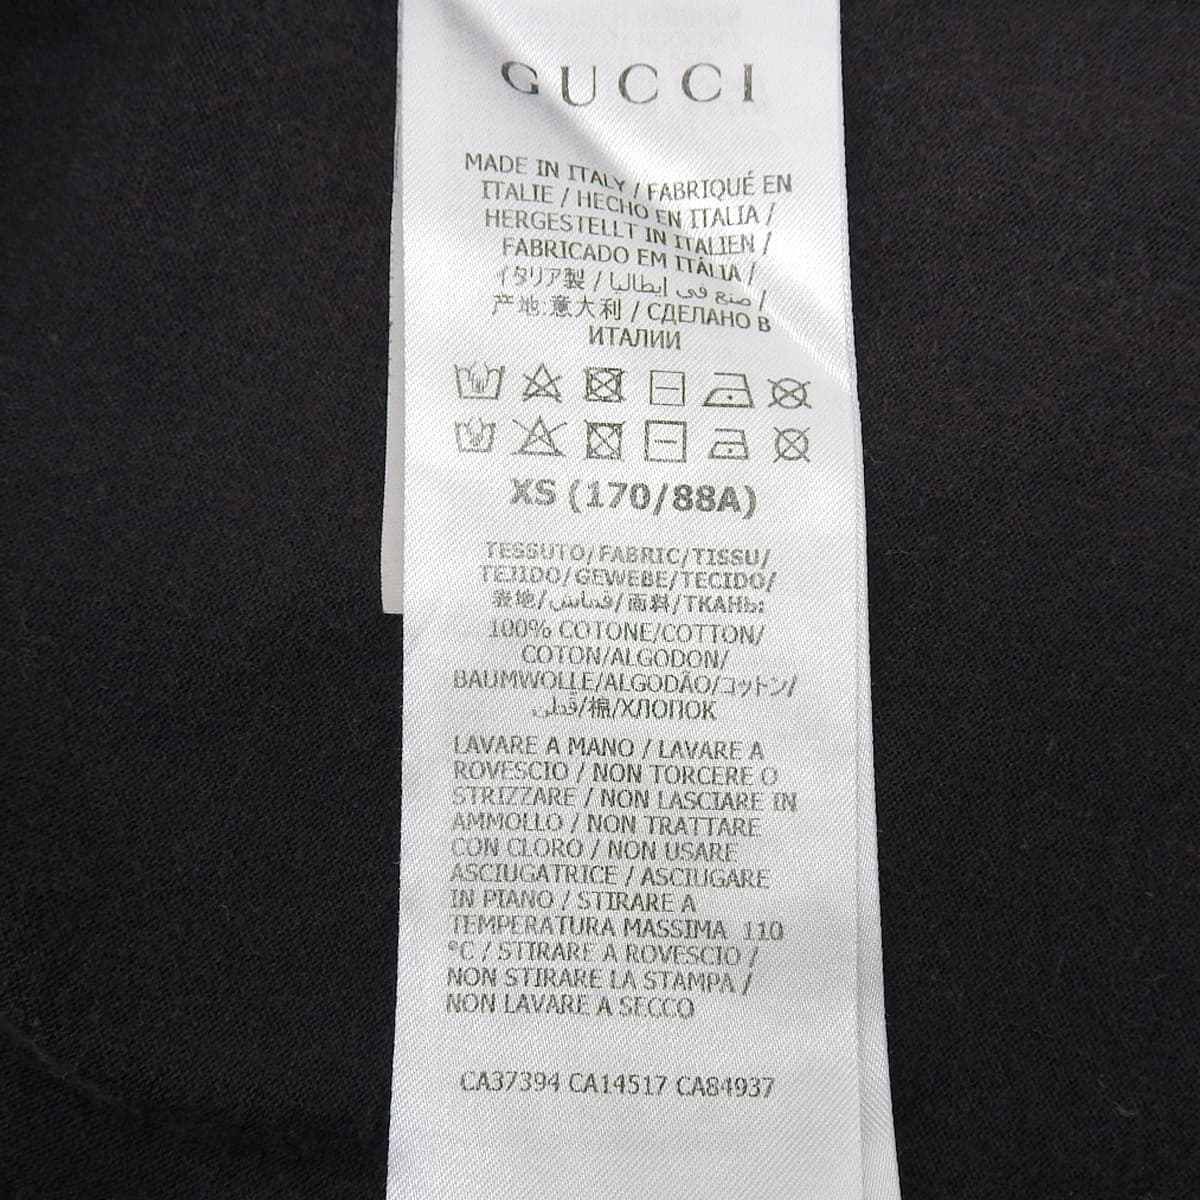 GUCCI
MADE IN ITALY / FABRIQUÉ EN
ITALIE / HECHO EN ITALIA /
HERGESTELLT IN ITALIEN /
FABRICADO EM ITÁLIA /
イタリア製 / صنع في إيطاليا /
产地:意大利 / СДЕЛАНО В
ИТАЛИИ
XS (170/88A)
TESSUTO/FABRIC/TISSU/
TEJIDO/GEWEBE/TECIDO/
表地/قماش/面料/ТКАНЬ:
100% COTONE/COTTON/
COTON/ALGODON/
BAUMWOLLE/ALGODÃO/コットン/
قطن/棉/ХЛОПОК
LAVARE A MANO / LAVARE A
ROVESCIO / NON TORCERE O
STRIZZARE / NON LASCIARE IN
AMMOLLO / NON TRATTARE
CON CLORO / NON USARE
ASCIUGATRICE / ASCIUGARE
IN PIANO / STIRARE A
TEMPERATURA MASSIMA 110
°C / STIRARE A ROVESCIO /
NON STIRARE LA STAMPA /
NON LAVARE A SECCO
CA37394 CA14517 CA84937